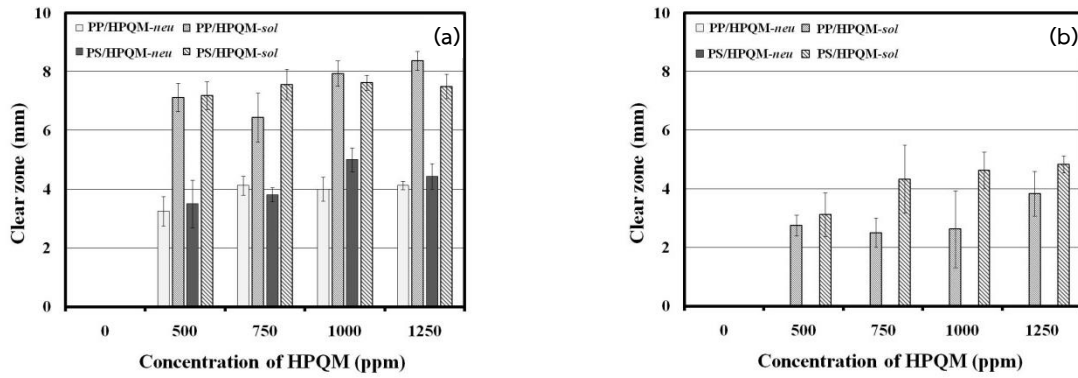 10
8
6
4
2
0
Clear zone (mm)
PP/HPQM-neu PP/HPQM-sol
PS/HPQM-neu PS/HPQM-sol
(a)
0 500 750 1000 1250
Concentration of HPQM (ppm)
10
8
6
4
2
0
Clear zone (mm)
PP/HPQM-neu PP/HPQM-sol
PS/HPQM-neu PS/HPQM-sol
(b)
0 500 750 1000 1250
Concentration of HPQM (ppm)